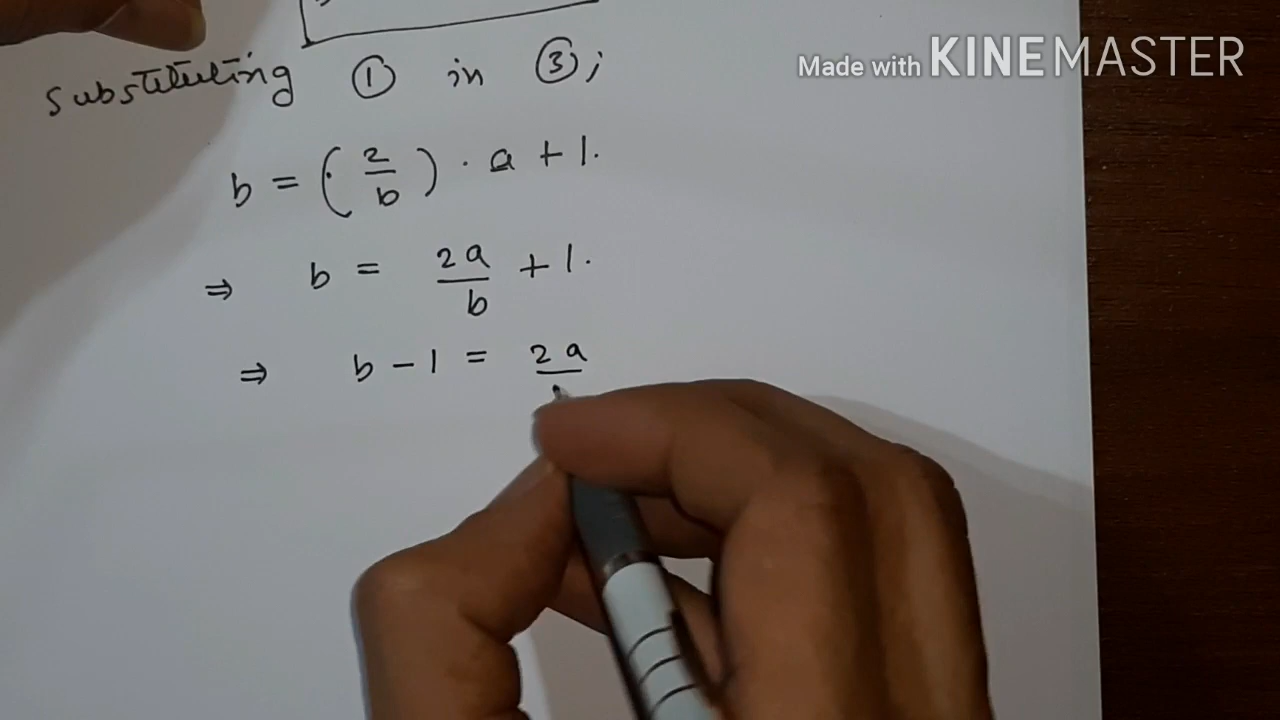 Made with KINEMASTER
Substituting ① in ③;
b = (2/b) · a + 1.
⇒ b = 2a/b + 1.
⇒ b - 1 = 2a